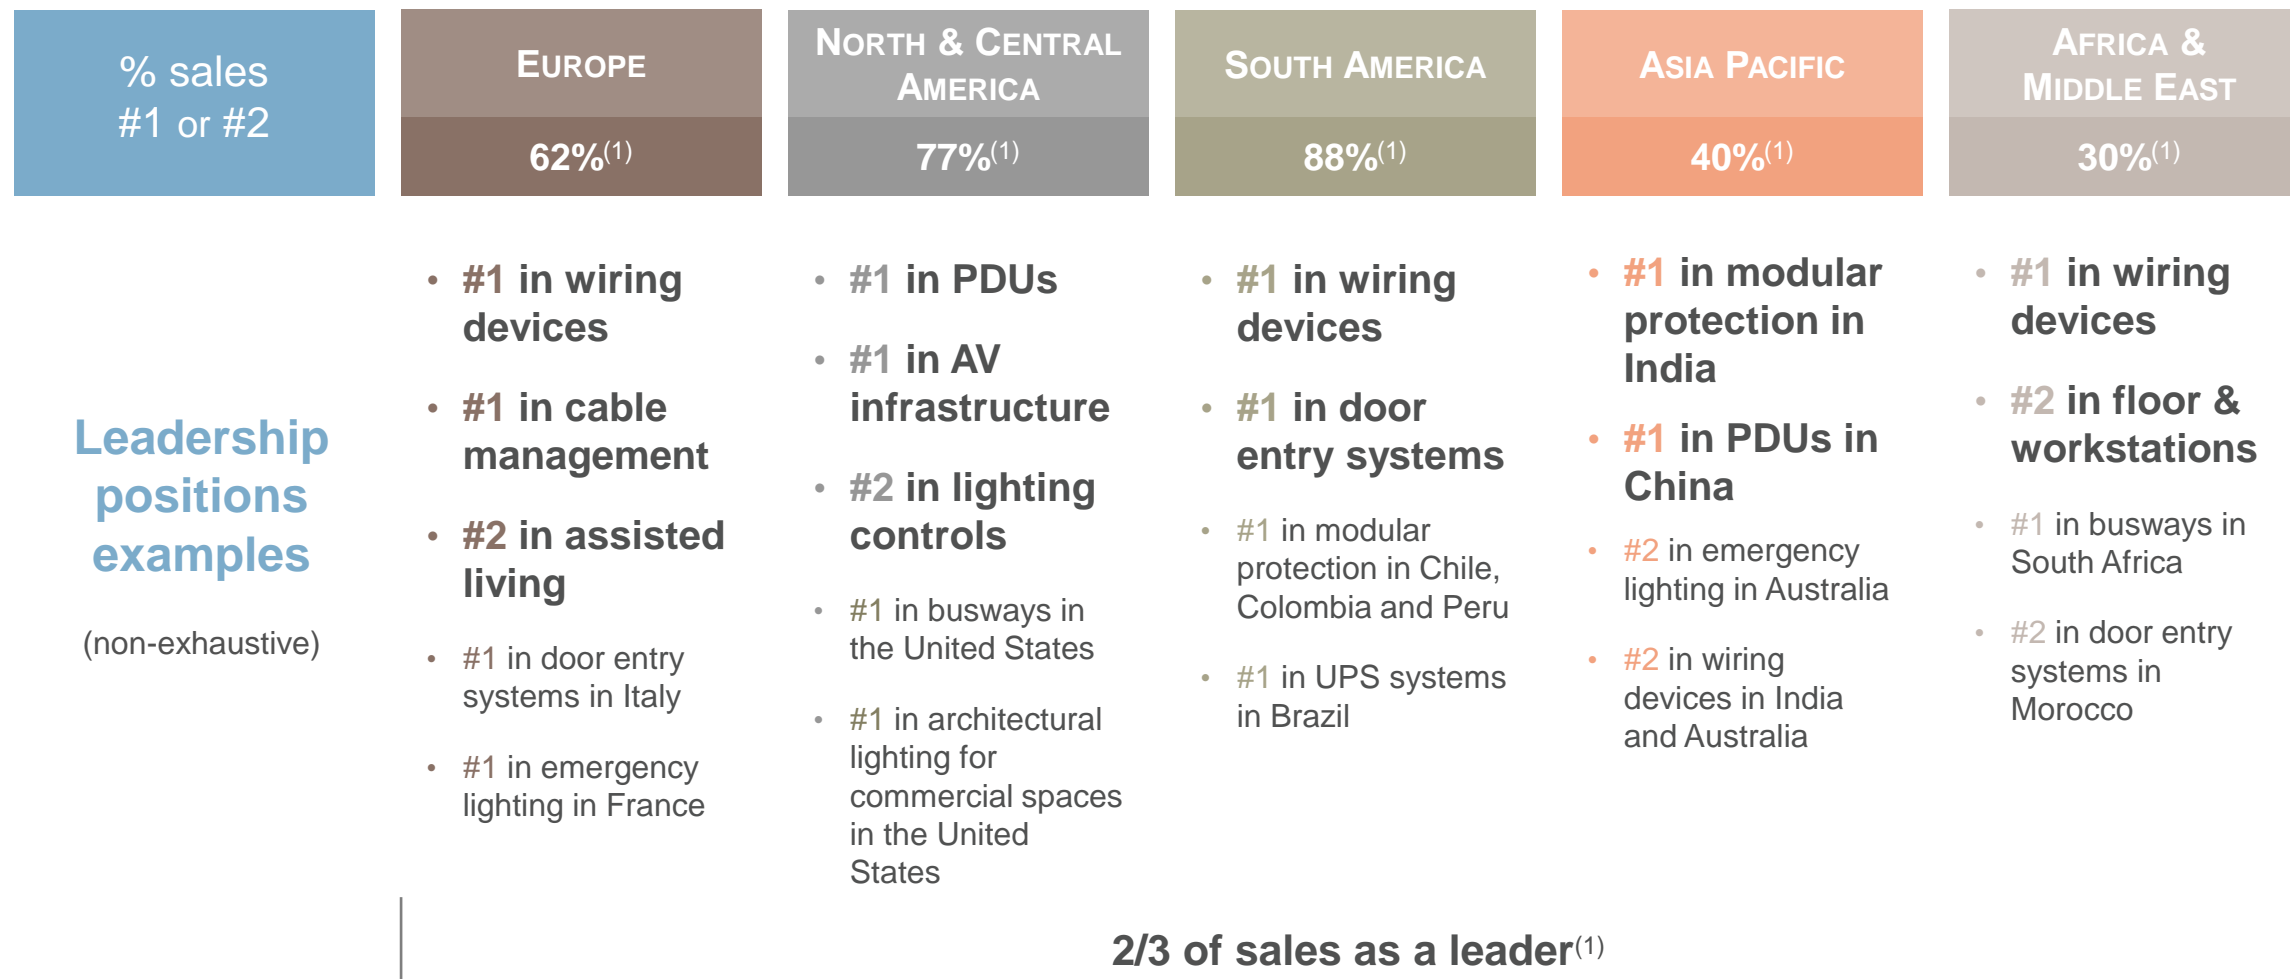 % sales
#1 or #2
EUROPE
62%(1)
NORTH & CENTRAL
AMERICA
77%(1)
SOUTH AMERICA
88%(1)
ASIA PACIFIC
40%(1)
AFRICA &
MIDDLE EAST
30%(1)
Leadership
positions
examples
(non-exhaustive)
• #1 in wiring
devices
• #1 in cable
management
• #2 in assisted
living
• #1 in door entry
systems in Italy
• #1 in emergency
lighting in France
• #1 in PDUs
• #1 in AV
infrastructure
• #2 in lighting
controls
• #1 in busways in
the United States
• #1 in architectural
lighting for
commercial spaces
in the United
States
• #1 in wiring
devices
• #1 in door
entry systems
• #1 in modular
protection in Chile,
Colombia and Peru
• #1 in UPS systems
in Brazil
• #1 in modular
protection in
India
• #1 in PDUs in
China
• #2 in emergency
lighting in Australia
• #2 in wiring
devices in India
and Australia
• #1 in wiring
devices
• #2 in floor &
workstations
• #1 in busways in
South Africa
• #2 in door entry
systems in
Morocco
2/3 of sales as a leader(1)